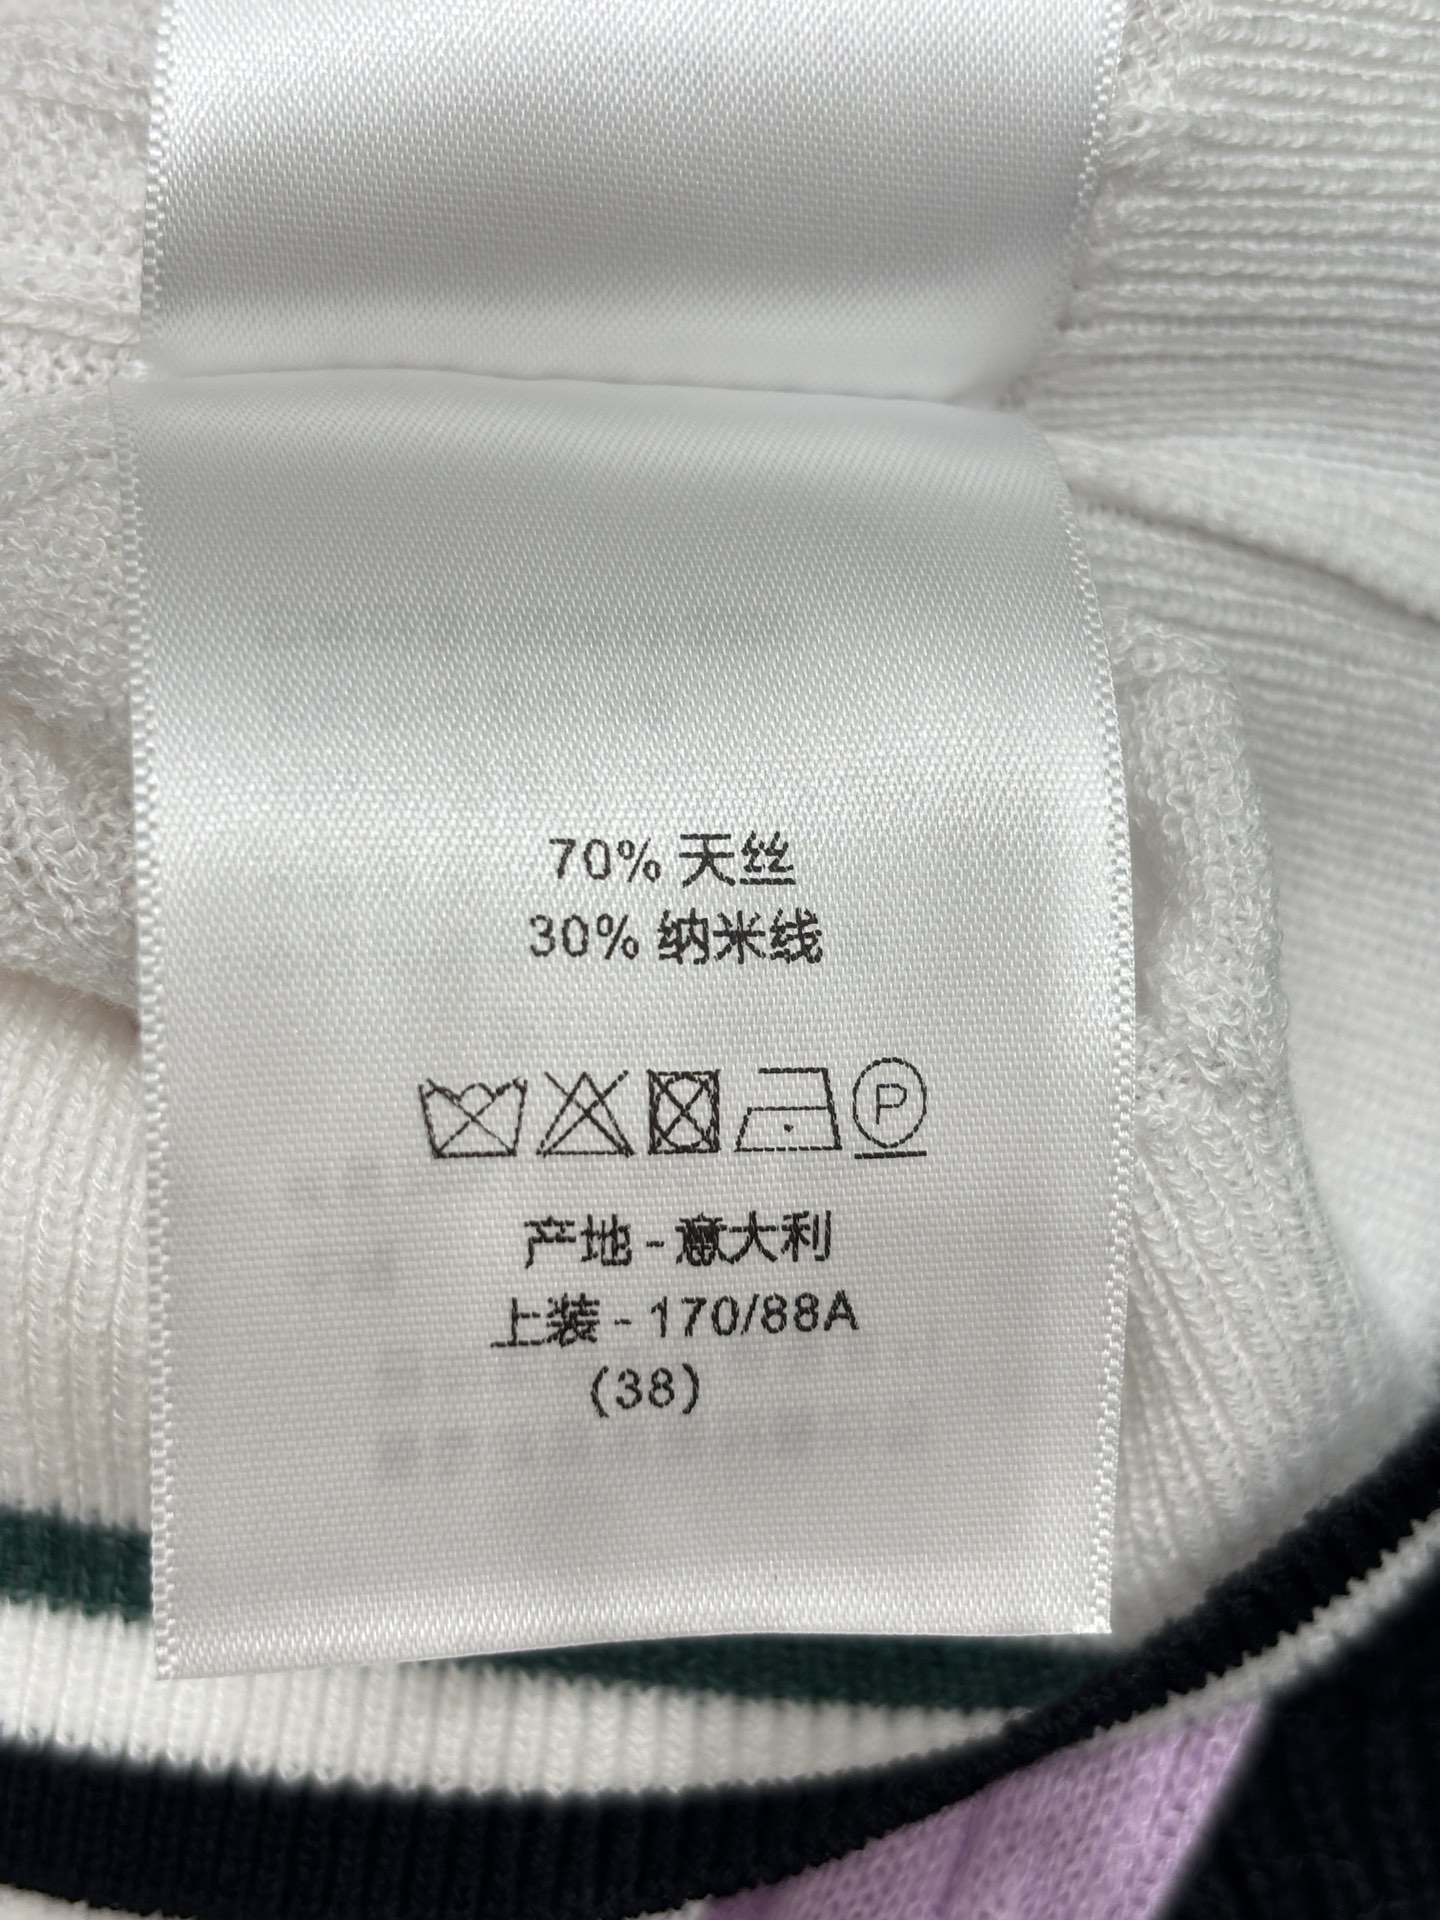 70% 天丝
30% 纳米线
P
产地 - 意大利
上装 - 170/88A
(38)